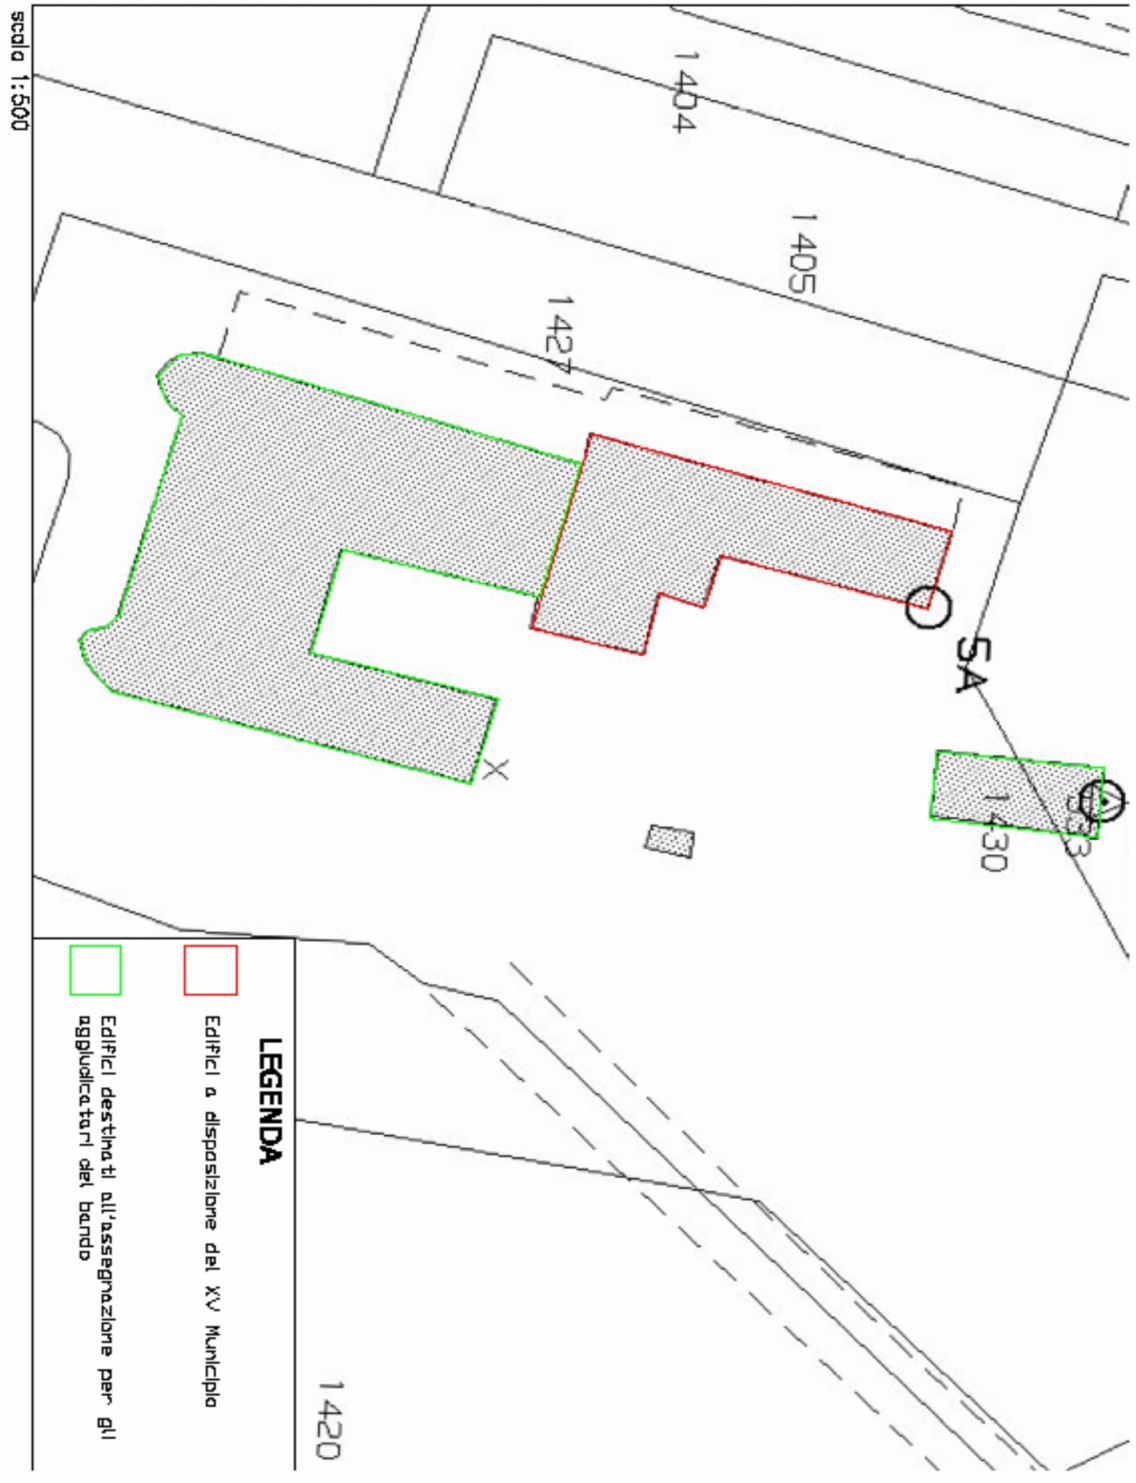 scala 1:500
1404
1405
1427
5A
1430
LEGENDA
Edifici a disposizione del XV Municipio
Edifici destinati all'assegnazione per gli
aggiudicatari del bando
1420
X